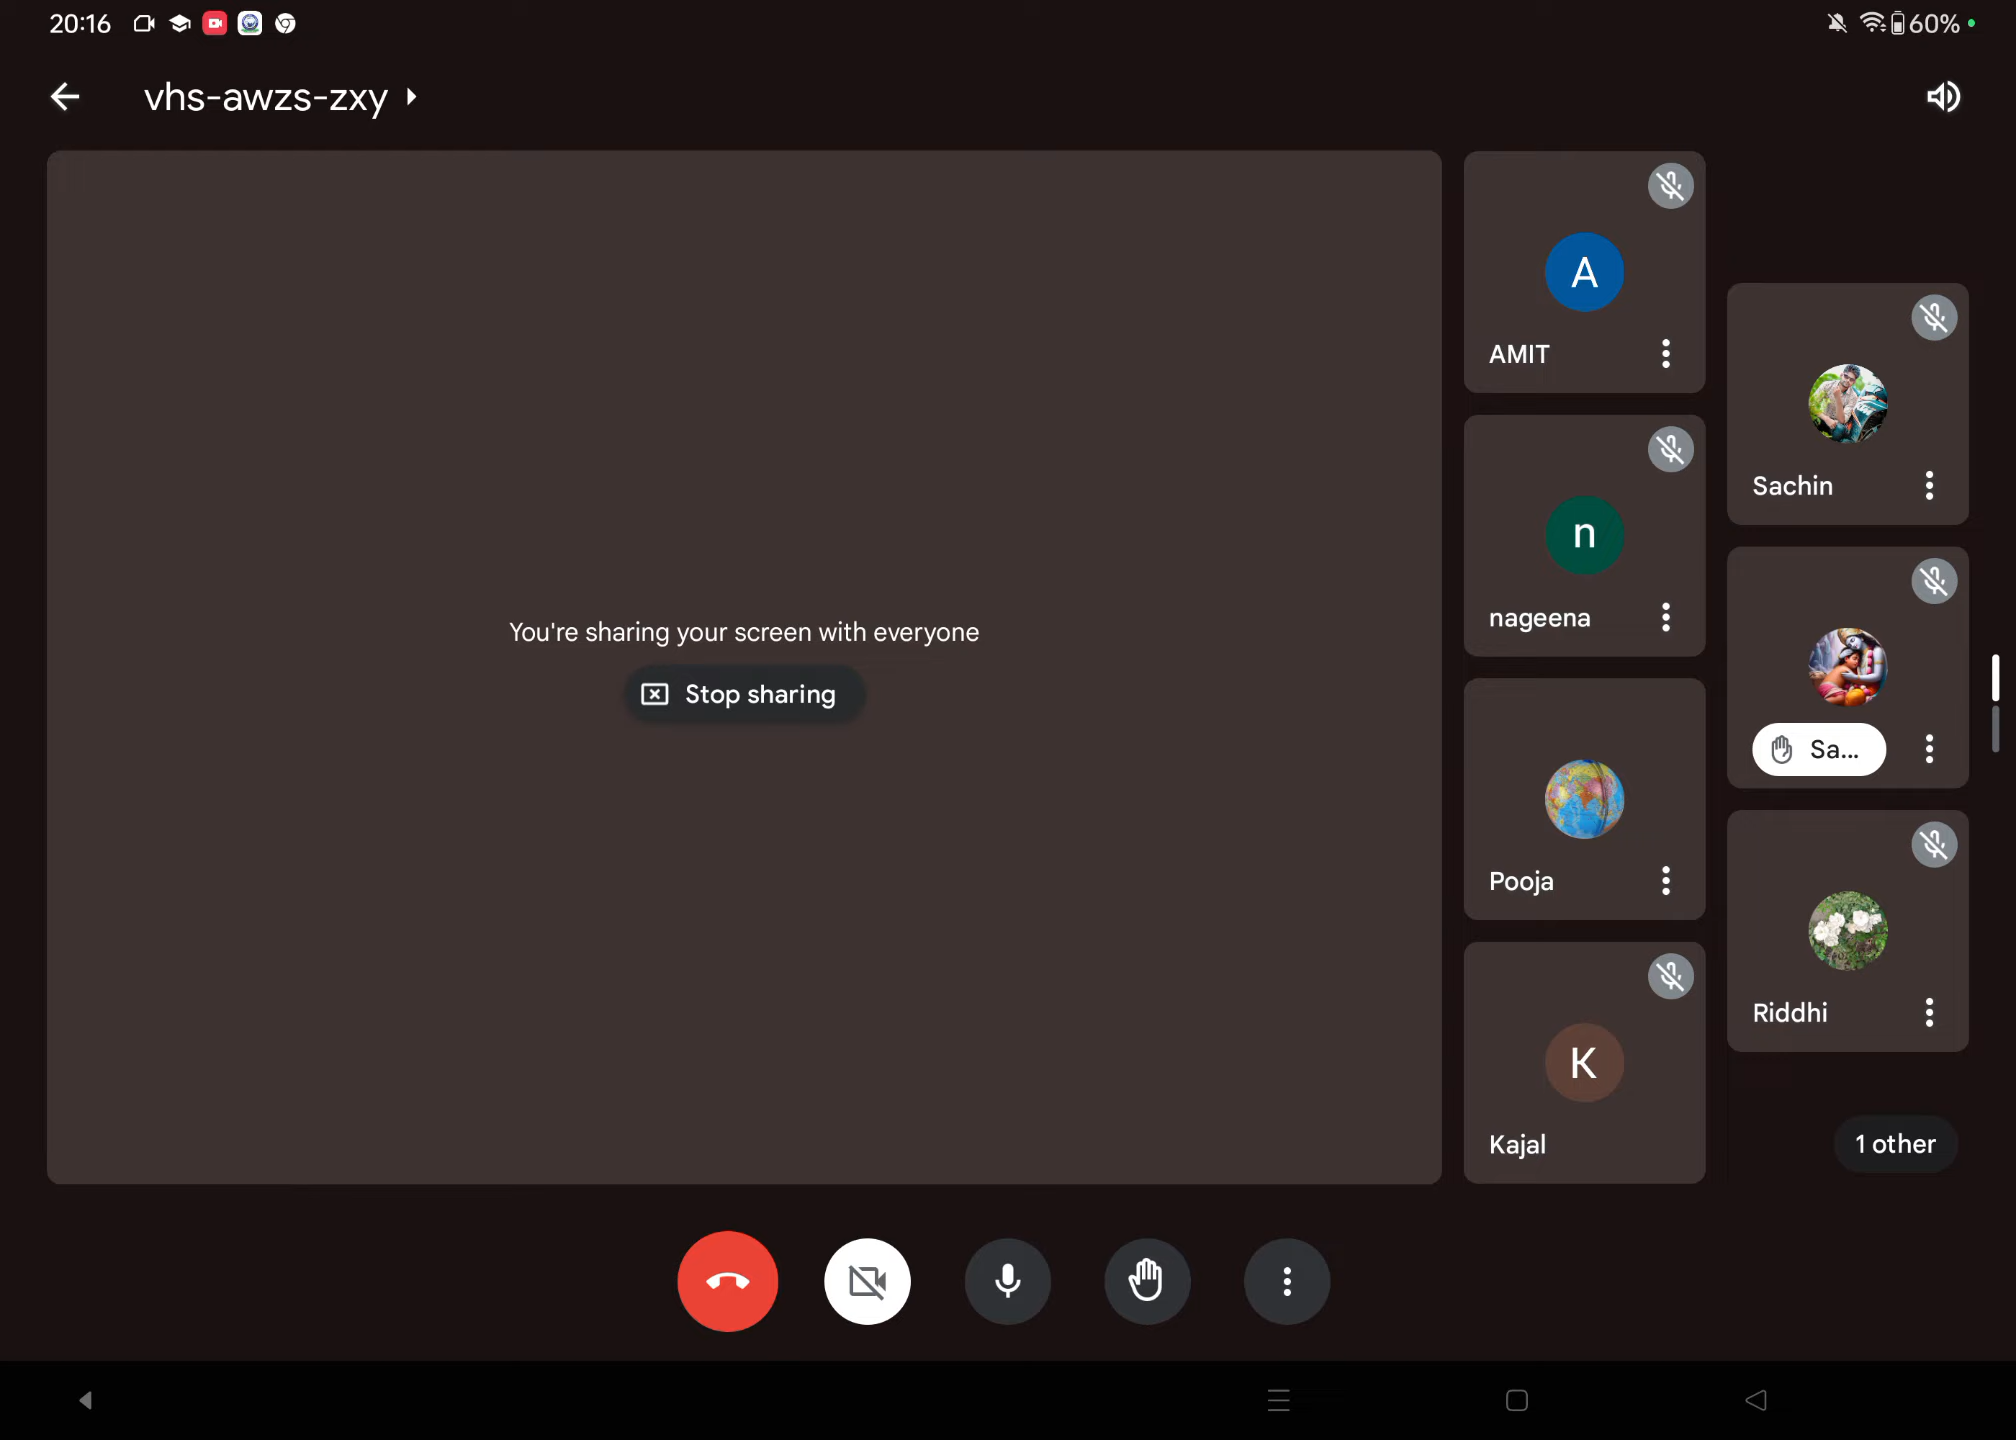 20:16
60%
vhs-awzs-zxy
You're sharing your screen with everyone
Stop sharing
A
AMIT
n
nageena
Pooja
K
Kajal
Sachin
Sa...
Riddhi
1 other